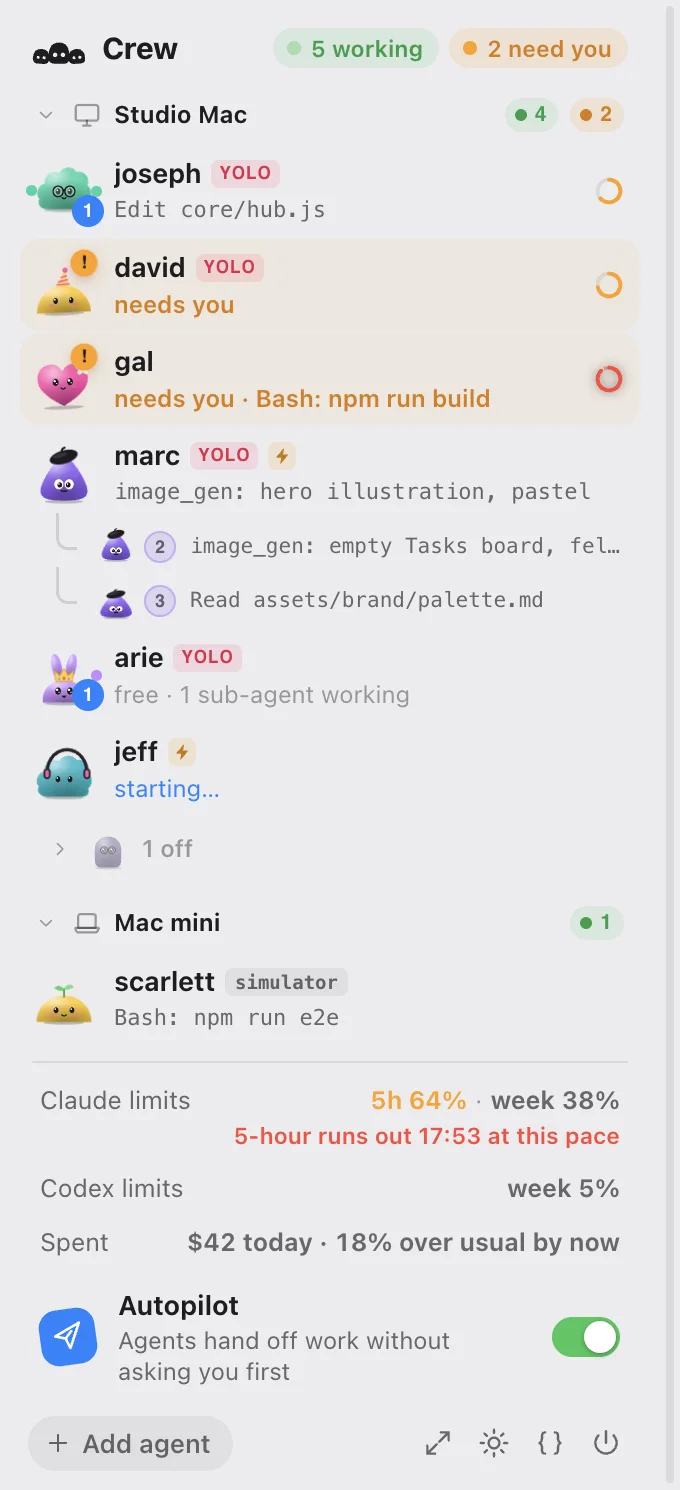 Crew
5 working
2 need you
Studio Mac
4
2
joseph YOLO
1
Edit core/hub.js
!
david YOLO
needs you
!
gal
needs you · Bash: npm run build
marc YOLO
image_gen: hero illustration, pastel
2 image_gen: empty Tasks board, fel…
3 Read assets/brand/palette.md
arie YOLO
1
free · 1 sub-agent working
jeff
starting…
1 off
Mac mini
1
scarlett simulator
Bash: npm run e2e
Claude limits 5h 64% · week 38%
5-hour runs out 17:53 at this pace
Codex limits week 5%
Spent $42 today · 18% over usual by now
Autopilot
Agents hand off work without
asking you first
+ Add agent
{}